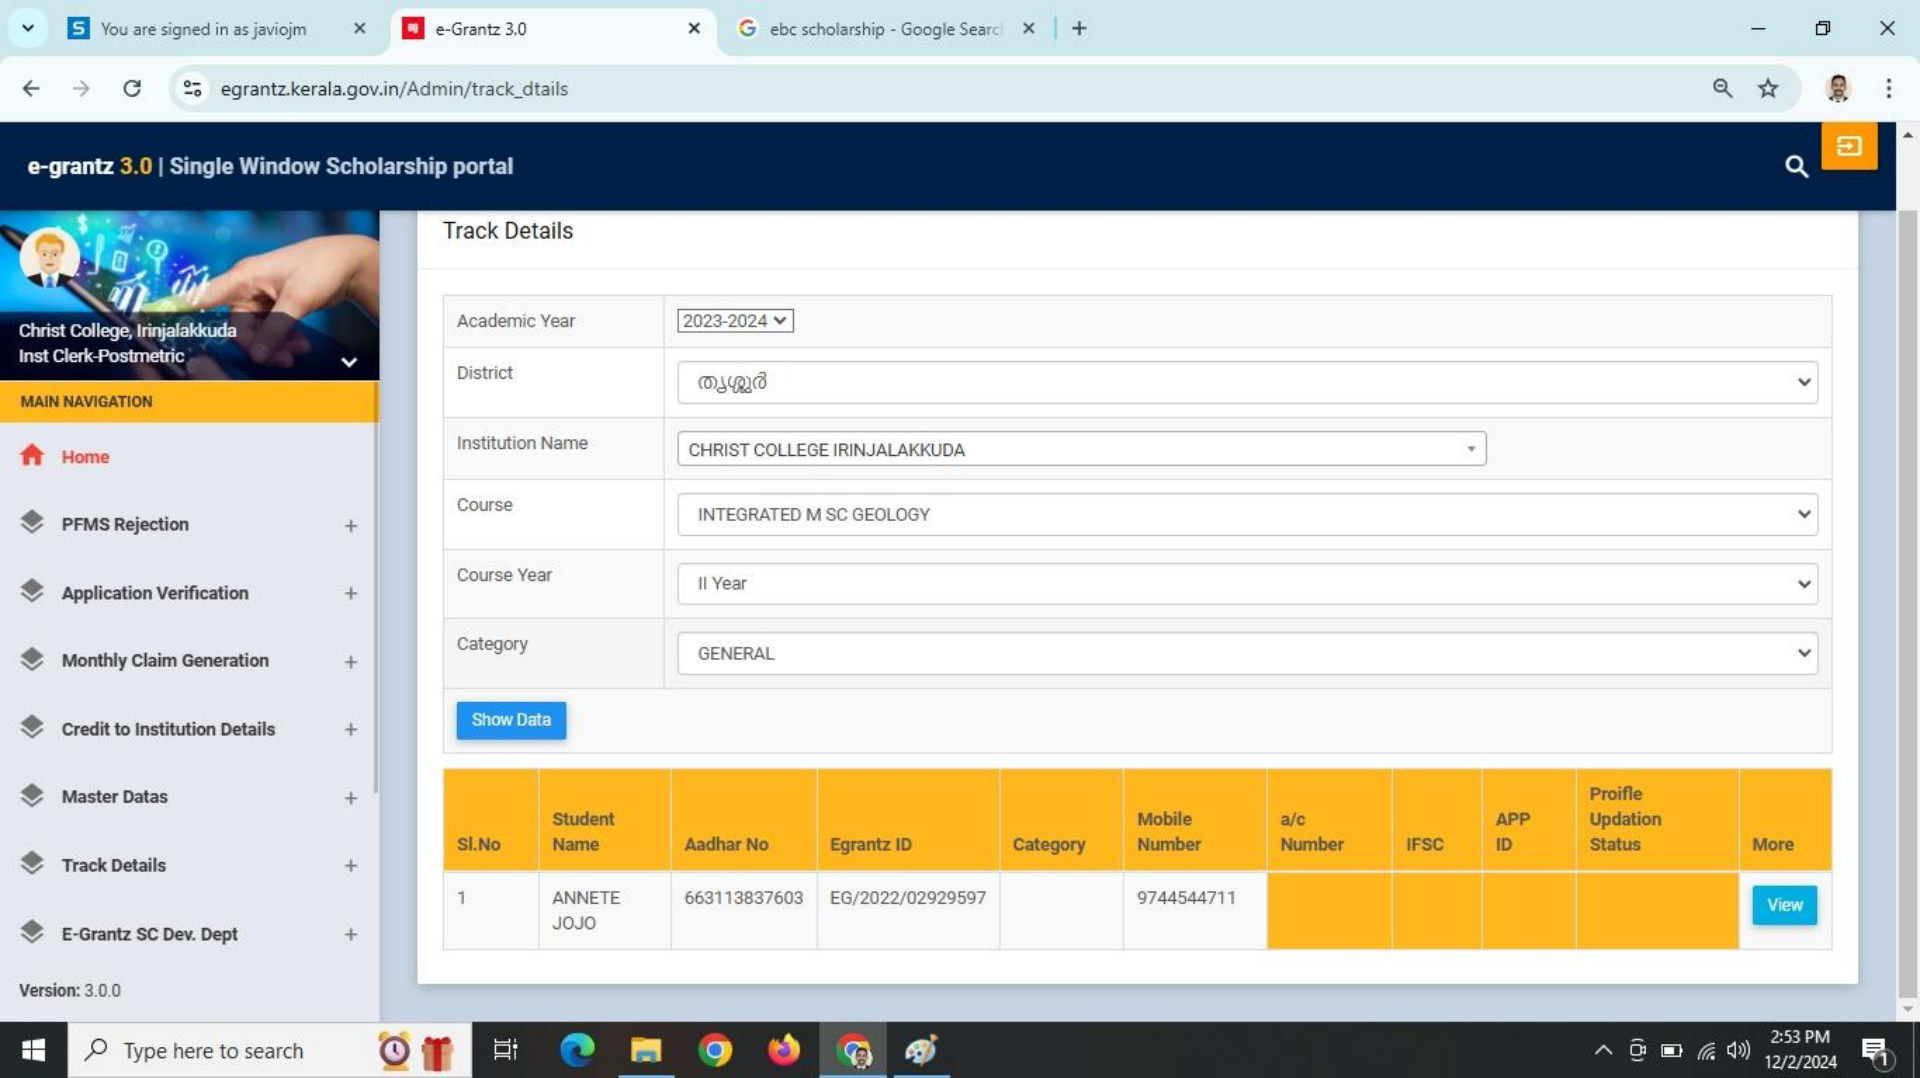 You are signed in as javiojm
e-Grantz 3.0
ebc scholarship - Google Searc
egrantz.kerala.gov.in/Admin/track_dtails
e-grantz 3.0 | Single Window Scholarship portal
Christ College, Irinjalakkuda
Inst Clerk-Postmetric
MAIN NAVIGATION
Home
PFMS Rejection +
Application Verification +
Monthly Claim Generation +
Credit to Institution Details +
Master Datas +
Track Details +
E-Grantz SC Dev. Dept +
Version: 3.0.0
Track Details
Academic Year 2023-2024
District തൃശ്ശൂർ
Institution Name CHRIST COLLEGE IRINJALAKKUDA
Course INTEGRATED M SC GEOLOGY
Course Year II Year
Category GENERAL
Show Data
Sl.No Student Name Aadhar No Egrantz ID Category Mobile Number a/c Number IFSC APP ID Proifle Updation Status More
1 ANNETE JOJO 663113837603 EG/2022/02929597 9744544711 View
Type here to search
2:53 PM
12/2/2024
1